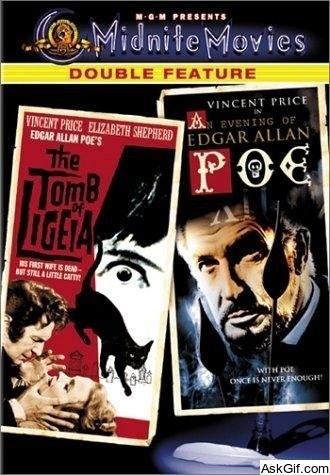 M·G·M PRESENTS
Midnite Movies
DOUBLE FEATURE
VINCENT PRICE ELIZABETH SHEPHERD
EDGAR ALLAN POE'S
the
TOMB
of
LIGEIA
HIS FIRST WIFE IS DEAD–
BUT STILL A LITTLE CATTY!
VINCENT PRICE IN
AN EVENING OF
EDGAR ALLAN
POE
WITH POE
ONCE IS NEVER ENOUGH!
AskGif.com